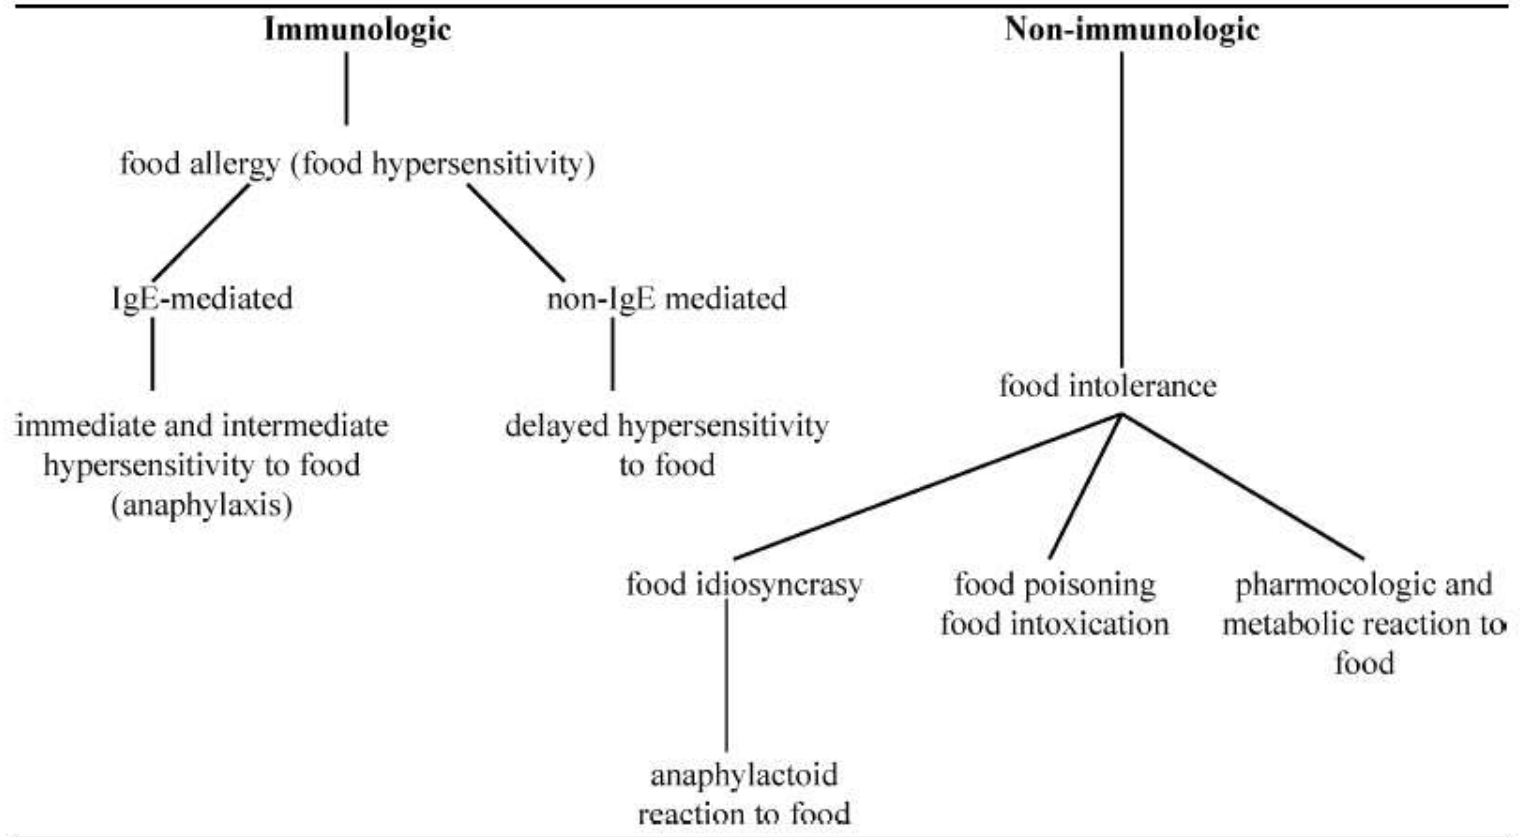 Immunologic
Non-immunologic
food allergy (food hypersensitivity)
IgE-mediated
non-IgE mediated
immediate and intermediate
hypersensitivity to food
(anaphylaxis)
delayed hypersensitivity
to food
food intolerance
food idiosyncrasy
food poisoning
food intoxication
pharmocologic and
metabolic reaction to
food
anaphylactoid
reaction to food